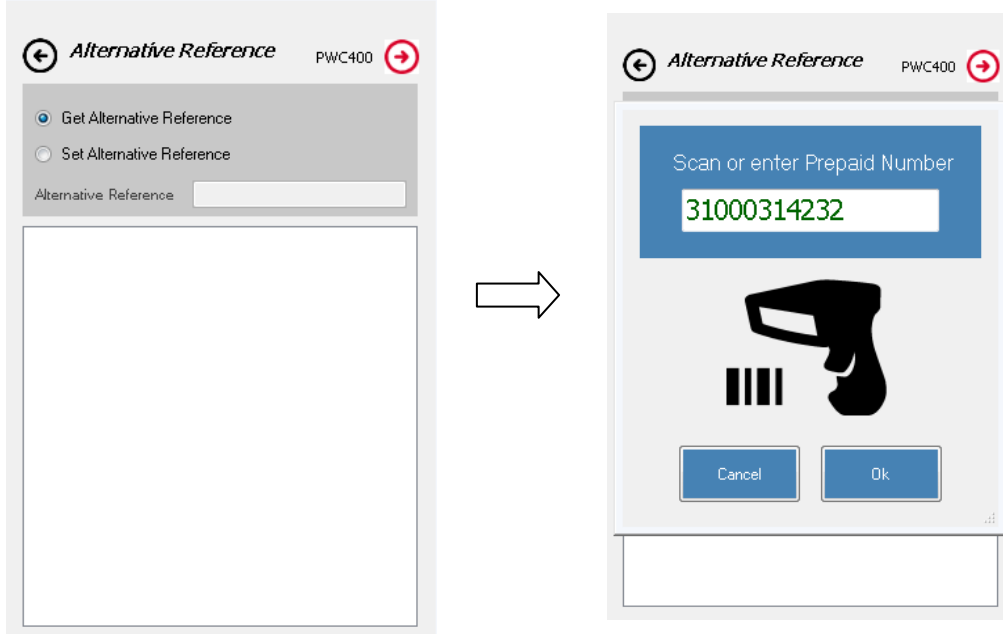 Alternative Reference PWC400
Get Alternative Reference
Set Alternative Reference
Alternative Reference
Alternative Reference PWC400
Scan or enter Prepaid Number
31000314232
Cancel Ok